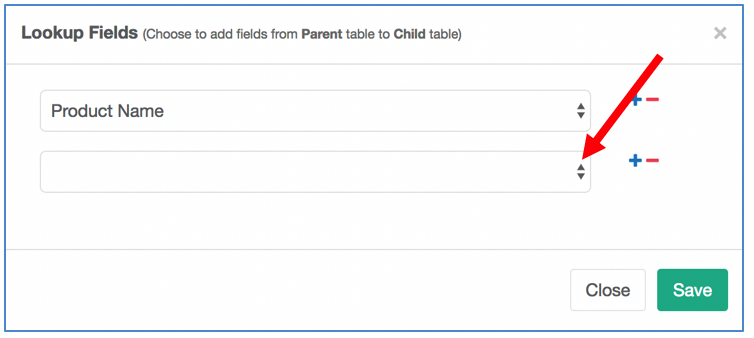 Lookup Fields (Choose to add fields from Parent table to Child table)
Product Name
Close Save